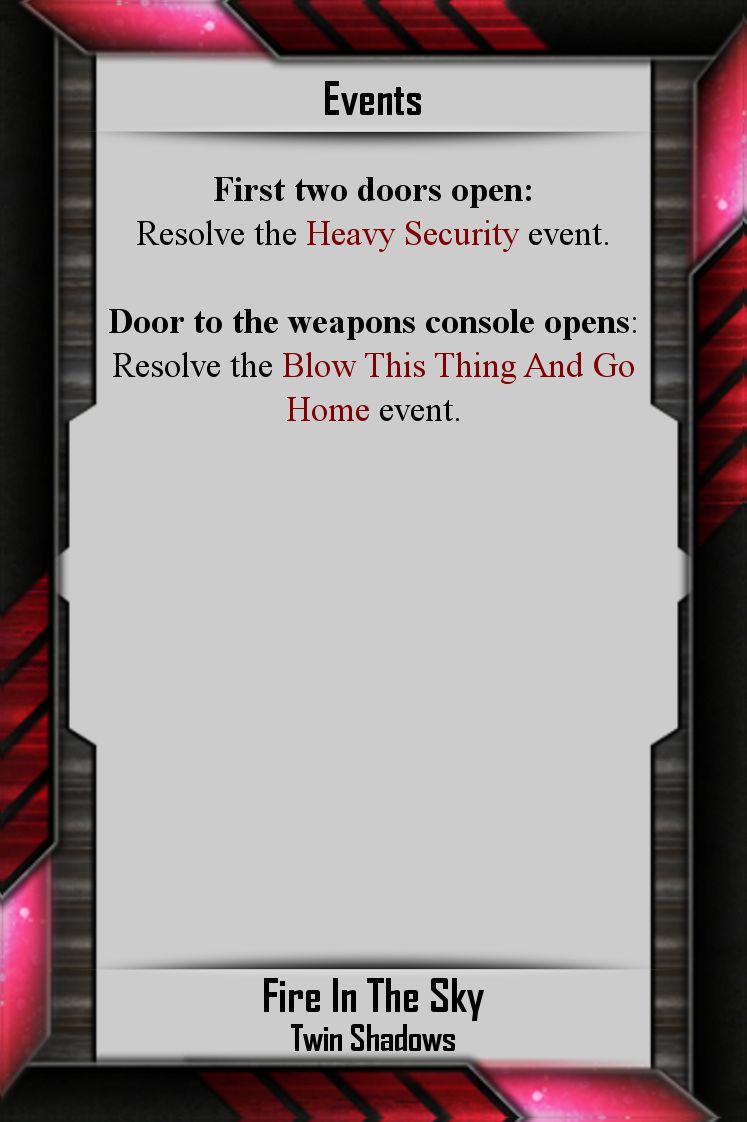 Events
First two doors open:
Resolve the Heavy Security event.
Door to the weapons console opens:
Resolve the Blow This Thing And Go
Home event.
Fire In The Sky
Twin Shadows